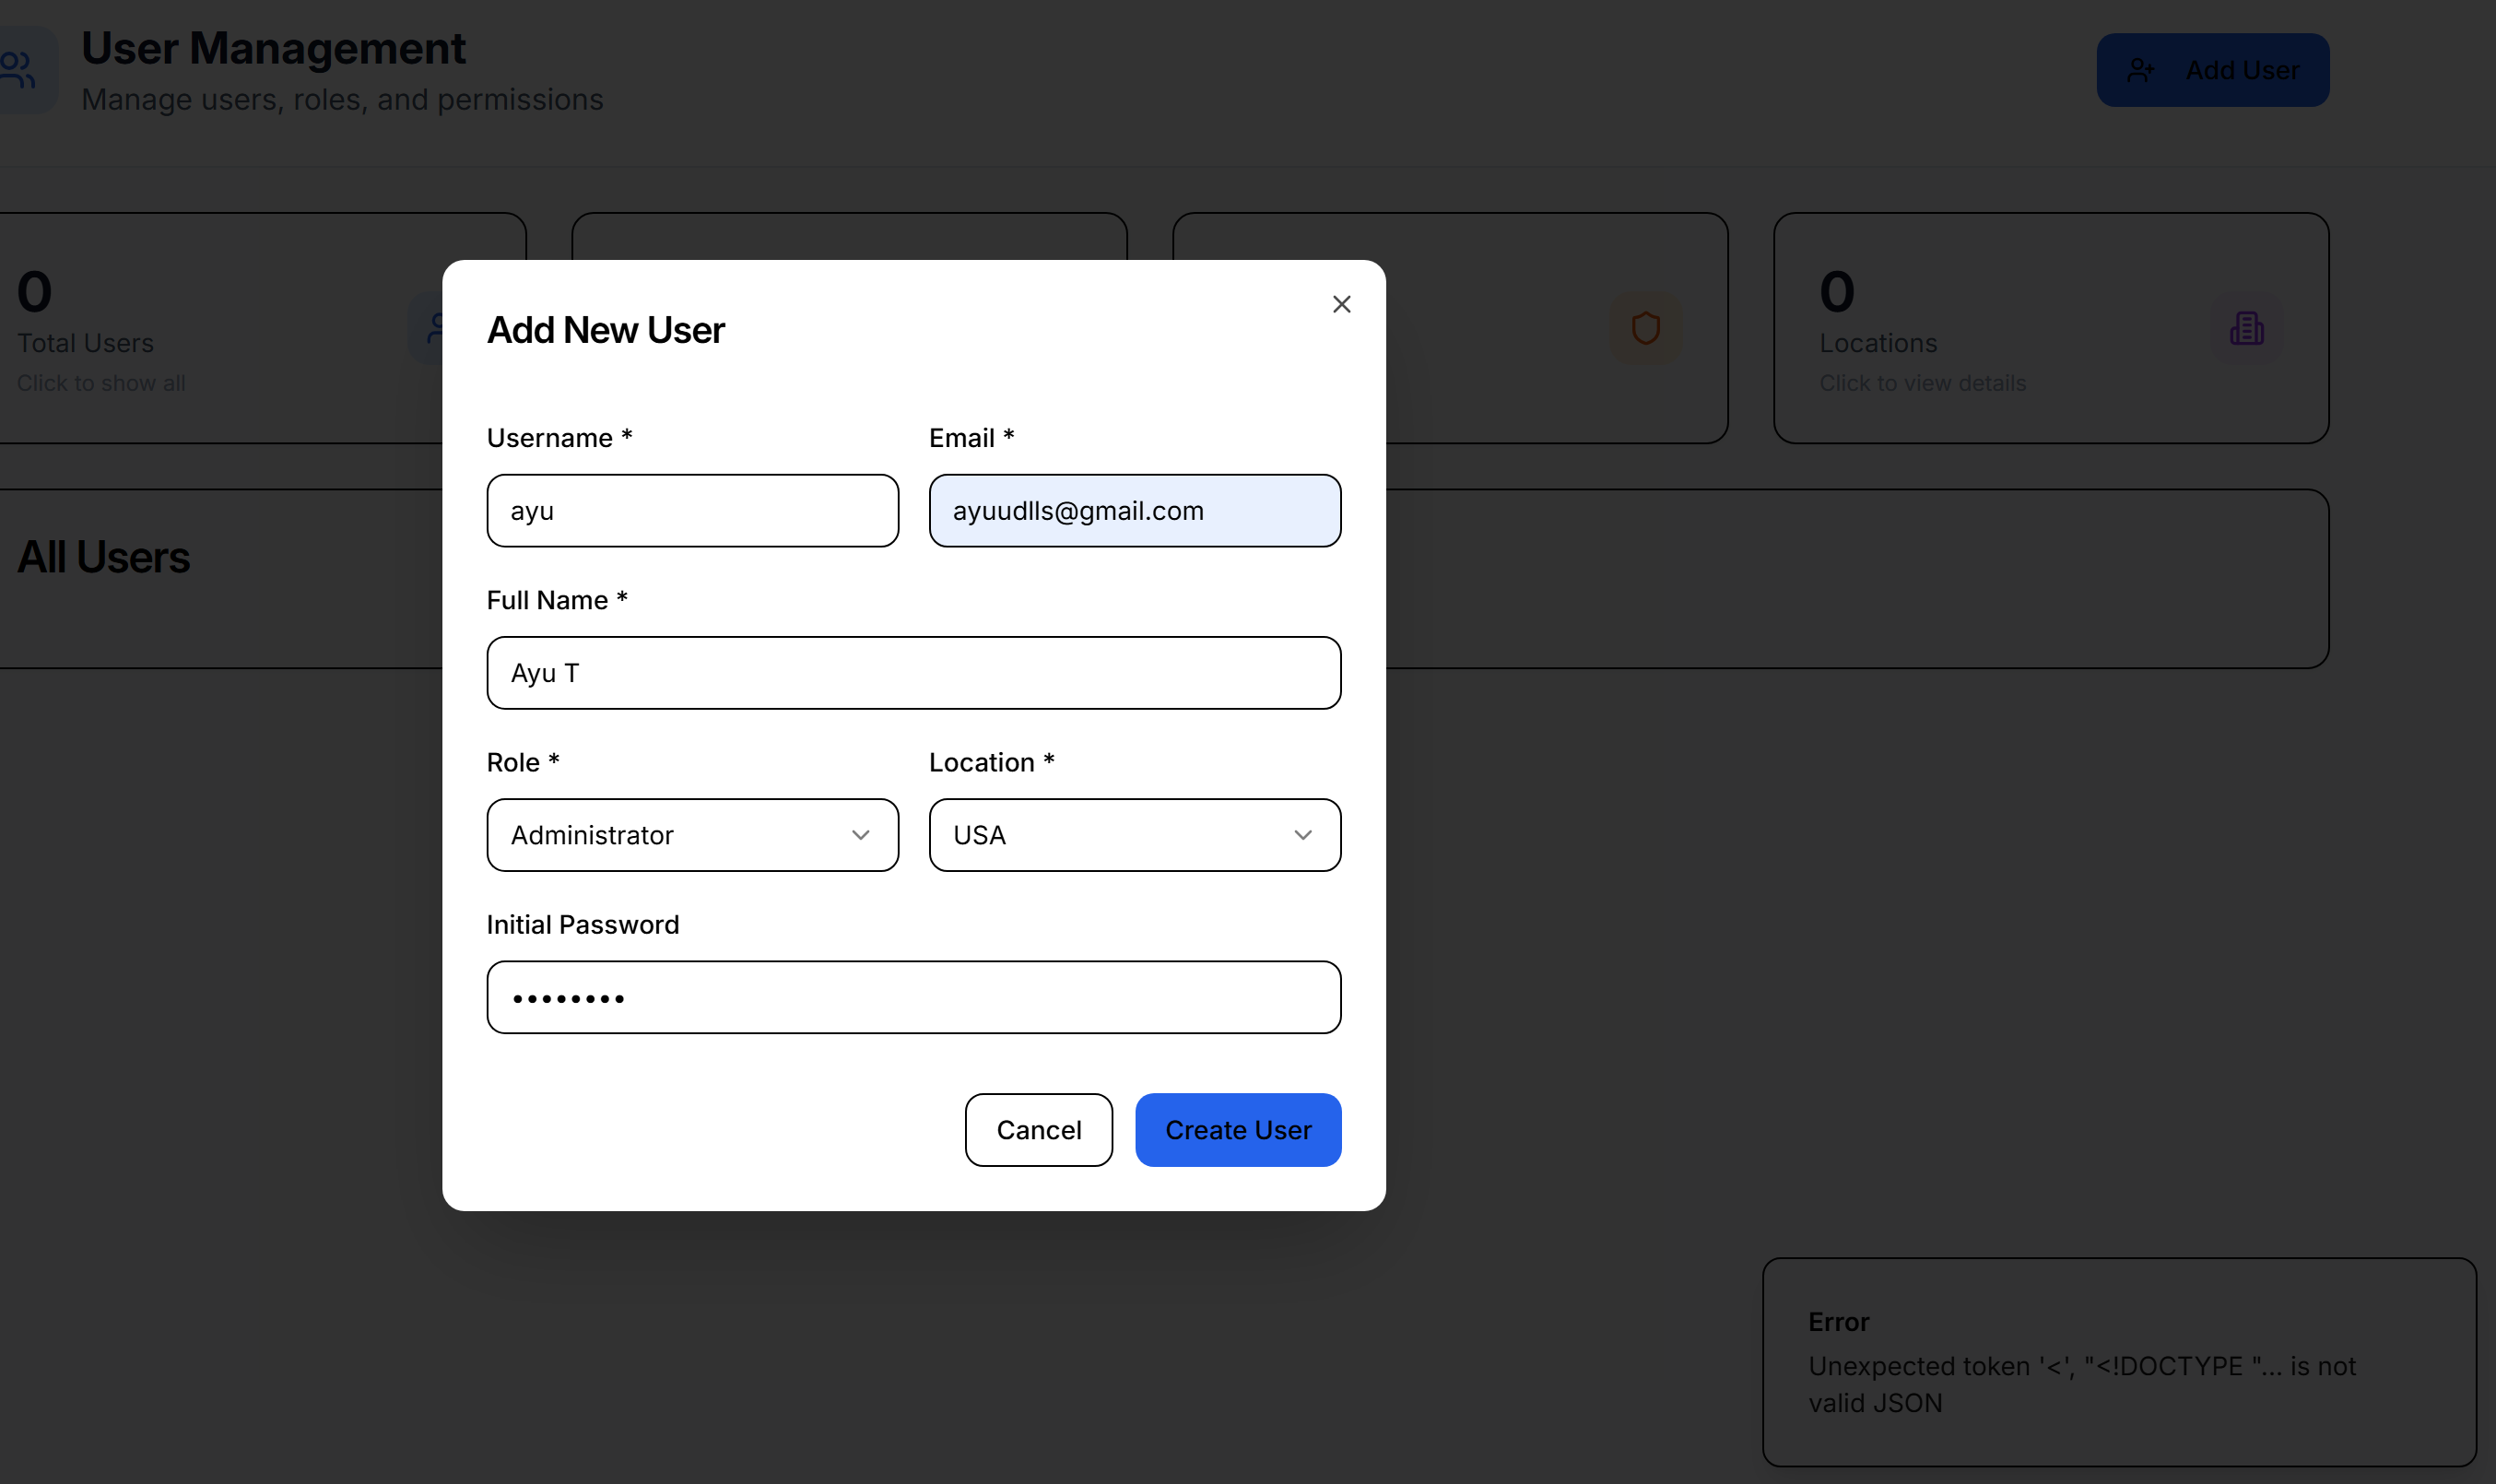 User Management
Manage users, roles, and permissions
Add User
0
Total Users
Click to show all
0
Locations
Click to view details
All Users
Add New User
Username *
Email *
ayu
ayuudlls@gmail.com
Full Name *
Ayu T
Role *
Location *
Administrator
USA
Initial Password
••••••••
Cancel
Create User
Error
Unexpected token '<', "<!DOCTYPE "... is not
valid JSON